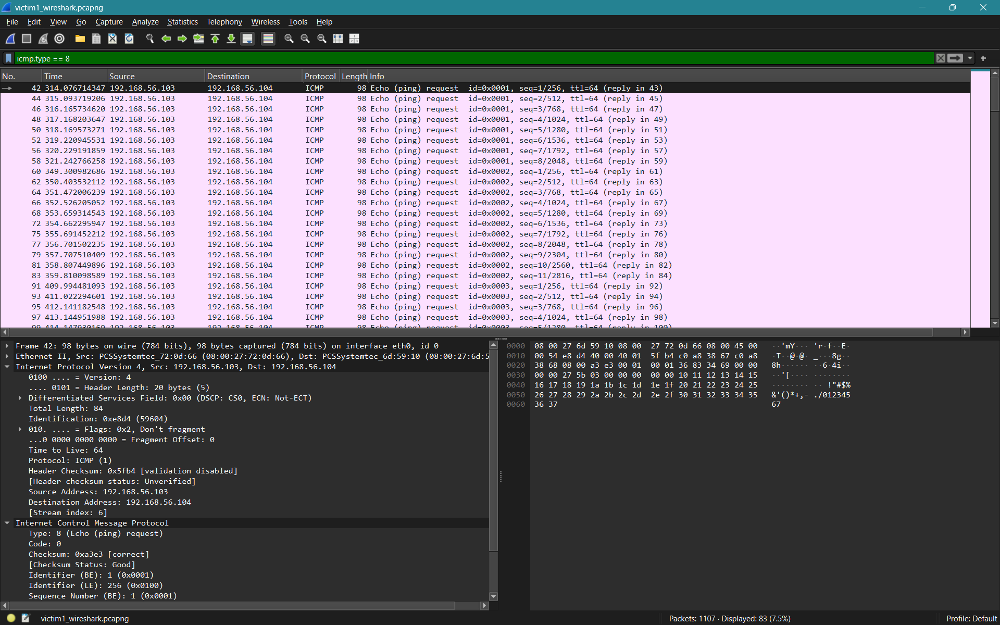 victim1_wireshark.pcapng
File Edit View Go Capture Analyze Statistics Telephony Wireless Tools Help
icmp.type == 8
No. Time Source Destination Protocol Length Info
42 314.076714347 192.168.56.103 192.168.56.104 ICMP 98 Echo (ping) request id=0x0001, seq=1/256, ttl=64 (reply in 43)
44 315.093719206 192.168.56.103 192.168.56.104 ICMP 98 Echo (ping) request id=0x0001, seq=2/512, ttl=64 (reply in 45)
46 316.165734620 192.168.56.103 192.168.56.104 ICMP 98 Echo (ping) request id=0x0001, seq=3/768, ttl=64 (reply in 47)
48 317.168203647 192.168.56.103 192.168.56.104 ICMP 98 Echo (ping) request id=0x0001, seq=4/1024, ttl=64 (reply in 49)
50 318.169573271 192.168.56.103 192.168.56.104 ICMP 98 Echo (ping) request id=0x0001, seq=5/1280, ttl=64 (reply in 51)
52 319.220945531 192.168.56.103 192.168.56.104 ICMP 98 Echo (ping) request id=0x0001, seq=6/1536, ttl=64 (reply in 53)
56 320.229191859 192.168.56.103 192.168.56.104 ICMP 98 Echo (ping) request id=0x0001, seq=7/1792, ttl=64 (reply in 57)
58 321.242766258 192.168.56.103 192.168.56.104 ICMP 98 Echo (ping) request id=0x0001, seq=8/2048, ttl=64 (reply in 59)
60 349.300982686 192.168.56.103 192.168.56.104 ICMP 98 Echo (ping) request id=0x0002, seq=1/256, ttl=64 (reply in 61)
62 350.403532112 192.168.56.103 192.168.56.104 ICMP 98 Echo (ping) request id=0x0002, seq=2/512, ttl=64 (reply in 63)
64 351.472006239 192.168.56.103 192.168.56.104 ICMP 98 Echo (ping) request id=0x0002, seq=3/768, ttl=64 (reply in 65)
66 352.526205052 192.168.56.103 192.168.56.104 ICMP 98 Echo (ping) request id=0x0002, seq=4/1024, ttl=64 (reply in 67)
68 353.659314543 192.168.56.103 192.168.56.104 ICMP 98 Echo (ping) request id=0x0002, seq=5/1280, ttl=64 (reply in 69)
72 354.662295947 192.168.56.103 192.168.56.104 ICMP 98 Echo (ping) request id=0x0002, seq=6/1536, ttl=64 (reply in 73)
75 355.691452212 192.168.56.103 192.168.56.104 ICMP 98 Echo (ping) request id=0x0002, seq=7/1792, ttl=64 (reply in 76)
77 356.701502235 192.168.56.103 192.168.56.104 ICMP 98 Echo (ping) request id=0x0002, seq=8/2048, ttl=64 (reply in 78)
79 357.707510409 192.168.56.103 192.168.56.104 ICMP 98 Echo (ping) request id=0x0002, seq=9/2304, ttl=64 (reply in 80)
81 358.807449896 192.168.56.103 192.168.56.104 ICMP 98 Echo (ping) request id=0x0002, seq=10/2560, ttl=64 (reply in 82)
83 359.810098589 192.168.56.103 192.168.56.104 ICMP 98 Echo (ping) request id=0x0002, seq=11/2816, ttl=64 (reply in 84)
91 409.994481093 192.168.56.103 192.168.56.104 ICMP 98 Echo (ping) request id=0x0003, seq=1/256, ttl=64 (reply in 92)
93 411.022294601 192.168.56.103 192.168.56.104 ICMP 98 Echo (ping) request id=0x0003, seq=2/512, ttl=64 (reply in 94)
95 412.141182548 192.168.56.103 192.168.56.104 ICMP 98 Echo (ping) request id=0x0003, seq=3/768, ttl=64 (reply in 96)
97 413.144951988 192.168.56.103 192.168.56.104 ICMP 98 Echo (ping) request id=0x0003, seq=4/1024, ttl=64 (reply in 98)
Frame 42: 98 bytes on wire (784 bits), 98 bytes captured (784 bits) on interface eth0, id 0
Ethernet II, Src: PCSSystemtec_72:0d:66 (08:00:27:72:0d:66), Dst: PCSSystemtec_6d:59:10 (08:00:27:6d:5
Internet Protocol Version 4, Src: 192.168.56.103, Dst: 192.168.56.104
0100 .... = Version: 4
.... 0101 = Header Length: 20 bytes (5)
Differentiated Services Field: 0x00 (DSCP: CS0, ECN: Not-ECT)
Total Length: 84
Identification: 0xe8d4 (59604)
010. .... = Flags: 0x2, Don't fragment
...0 0000 0000 0000 = Fragment Offset: 0
Time to Live: 64
Protocol: ICMP (1)
Header Checksum: 0x5fb4 [validation disabled]
[Header checksum status: Unverified]
Source Address: 192.168.56.103
Destination Address: 192.168.56.104
[Stream index: 6]
Internet Control Message Protocol
Type: 8 (Echo (ping) request)
Code: 0
Checksum: 0xa3e3 [correct]
[Checksum Status: Good]
Identifier (BE): 1 (0x0001)
Identifier (LE): 256 (0x0100)
Sequence Number (BE): 1 (0x0001)
0000 08 00 27 6d 59 10 08 00 27 72 0d 66 08 00 45 00 ··'mY··· 'r·f··E·
0010 00 54 e8 d4 40 00 40 01 5f b4 c0 a8 38 67 c0 a8 ·T··@·@· _···8g··
0020 38 68 08 00 a3 e3 00 01 00 01 36 83 34 69 00 00 8h······ ··6·4i··
0030 00 00 27 5b 03 00 00 00 00 00 10 11 12 13 14 15 ··'[···· ········
0040 16 17 18 19 1a 1b 1c 1d 1e 1f 20 21 22 23 24 25 ········ ·· !"#$%
0050 26 27 28 29 2a 2b 2c 2d 2e 2f 30 31 32 33 34 35 &'()*+,- ./012345
0060 36 37 67
victim1_wireshark.pcapng
Packets: 1107 · Displayed: 83 (7.5%)
Profile: Default